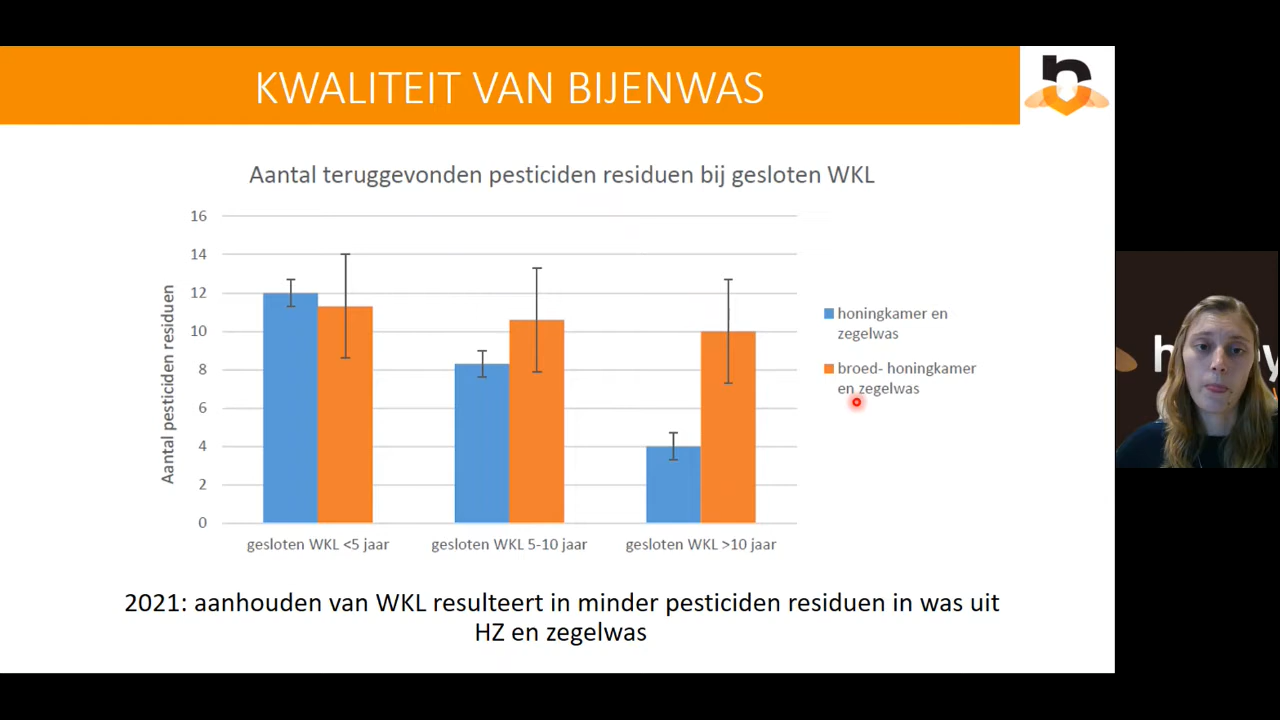 KWALITEIT VAN BIJENWAS
Aantal teruggevonden pesticiden residuen bij gesloten WKL
Aantal pesticiden residuen
16
14
12
10
8
6
4
2
0
gesloten WKL <5 jaar
gesloten WKL 5-10 jaar
gesloten WKL >10 jaar
honingkamer en
zegelwas
broed- honingkamer
en zegelwas
2021: aanhouden van WKL resulteert in minder pesticiden residuen in was uit
HZ en zegelwas